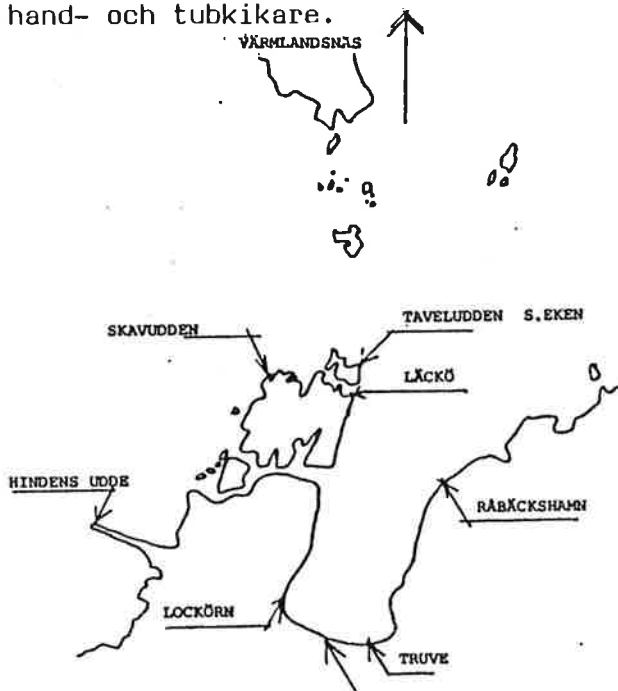 hand- och tubkikare.
VÄRMLANDSNÄS
SKAVUDDEN
TAVELUDDEN S.EKEN
LÄCKÖ
HINDENS UDDE
RÅBÄCKSHAMN
LOCKÖRN
TRUVE